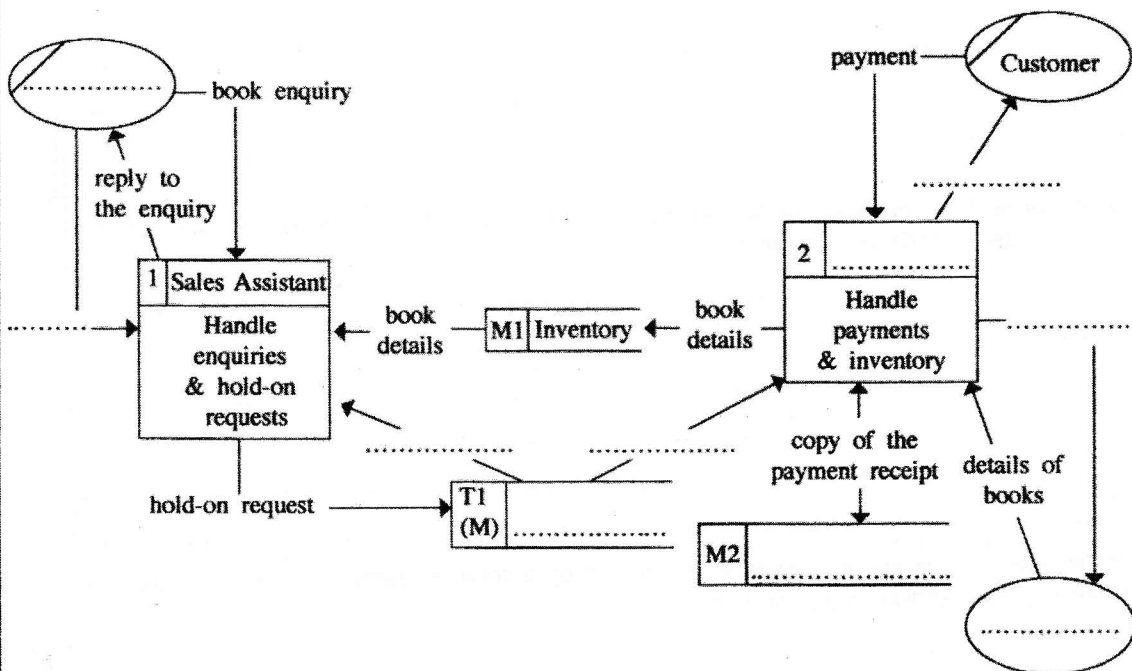 payment
Customer
book enquiry
reply to
the enquiry
1 Sales Assistant
Handle
enquiries
& hold-on
requests
book
details
M1 Inventory
book
details
2
Handle
payments
& inventory
hold-on request
T1
(M)
copy of the
payment receipt
details of
books
M2